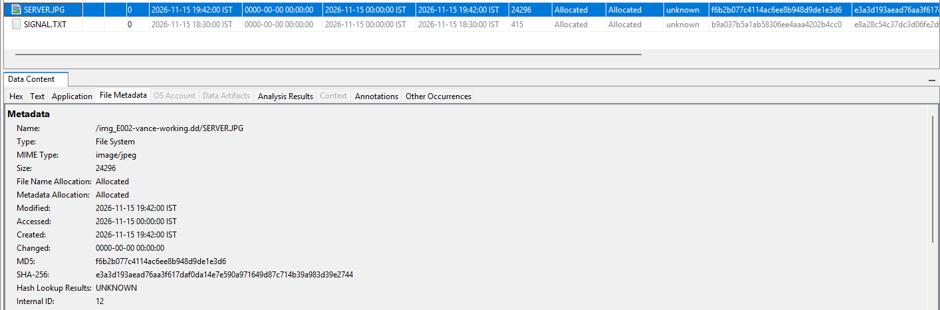 SERVER.JPG 0 2026-11-15 19:42:00 IST 0000-00-00 00:00:00 2026-11-15 00:00:00 IST 2026-11-15 19:42:00 IST 24296 Allocated Allocated unknown f6b2b077c4114ac6ee8b948d9de1e3d6 e3a3d193aead76aa3f617
SIGNAL.TXT 0 2026-11-15 18:30:00 IST 0000-00-00 00:00:00 2026-11-15 00:00:00 IST 2026-11-15 18:30:00 IST 415 Allocated Allocated unknown b9a037b5a1ab58306ee4aaa4202b4cc0 e8a28c54c37dc3d06fe2d
Data Content
Hex Text Application File Metadata OS Account Data Artifacts Analysis Results Context Annotations Other Occurrences
Metadata
Name: /img_E002-vance-working.dd/SERVER.JPG
Type: File System
MIME Type: image/jpeg
Size: 24296
File Name Allocation: Allocated
Metadata Allocation: Allocated
Modified: 2026-11-15 19:42:00 IST
Accessed: 2026-11-15 00:00:00 IST
Created: 2026-11-15 19:42:00 IST
Changed: 0000-00-00 00:00:00
MD5: f6b2b077c4114ac6ee8b948d9de1e3d6
SHA-256: e3a3d193aead76aa3f617daf0da14e7e590a971649d87c714b39a983d39e2744
Hash Lookup Results: UNKNOWN
Internal ID: 12